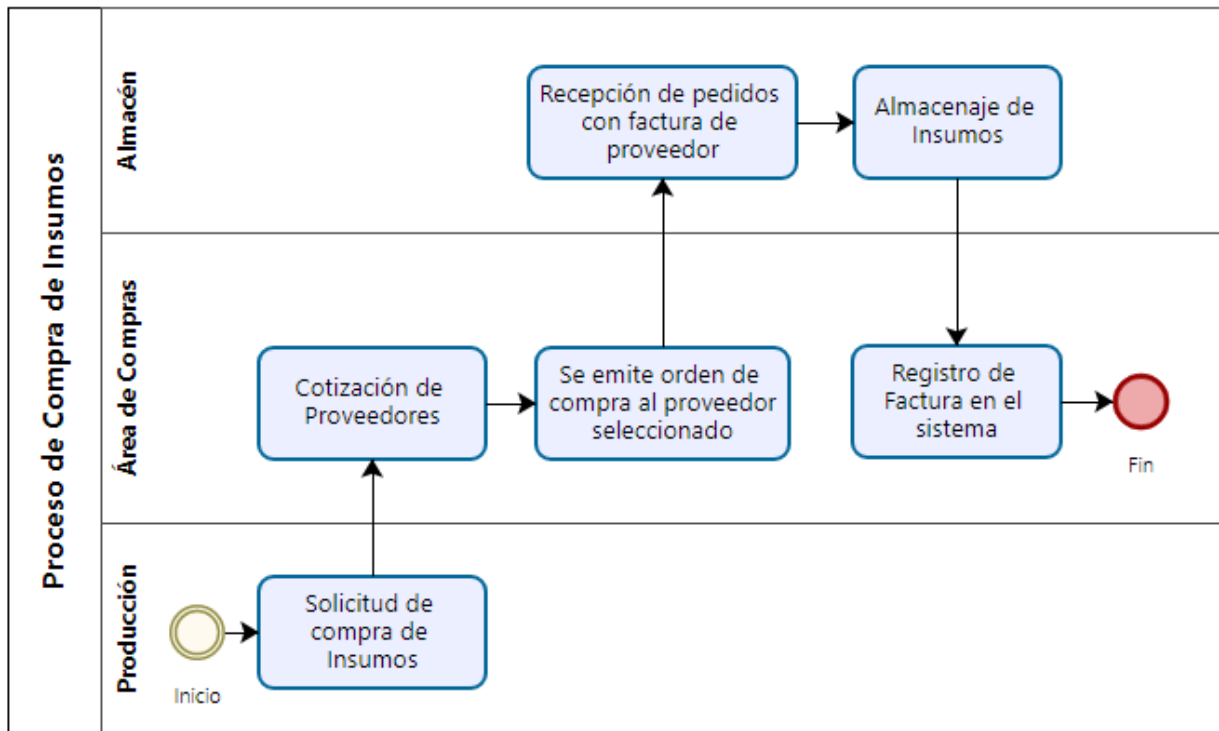 Proceso de Compra de Insumos
Almacén
Recepción de pedidos
con factura de
proveedor
Almacenaje de
Insumos
Área de Compras
Cotización de
Proveedores
Se emite orden de
compra al proveedor
seleccionado
Registro de
Factura en el
sistema
Fin
Producción
Inicio
Solicitud de
compra de
Insumos